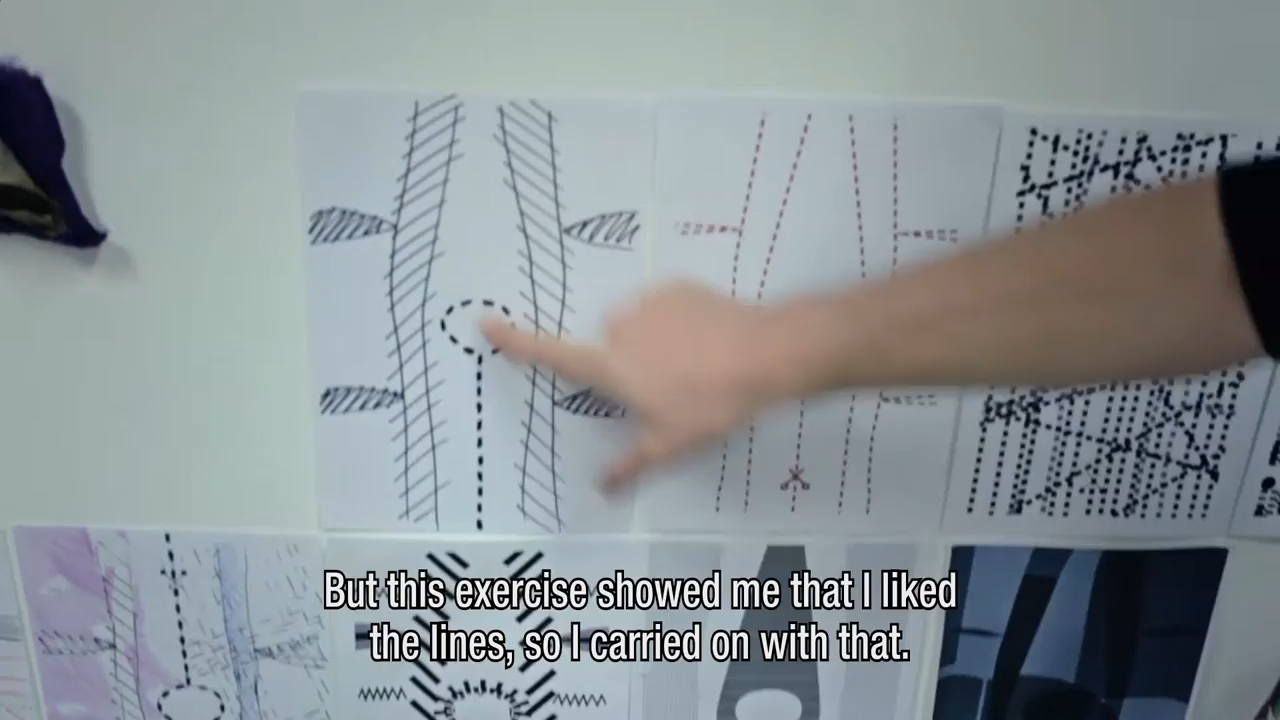 But this exercise showed me that I liked
the lines, so I carried on with that.